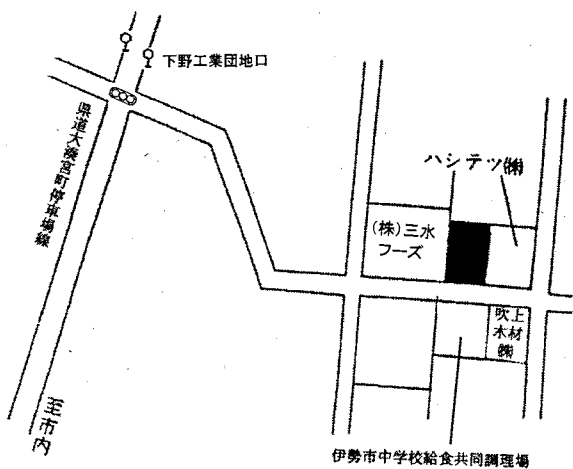 下野工業団地口
県道大湊宮町停車場線
ハシテツ㈱
(株)三水
フーズ
吹上
木材
㈱
至市内
伊勢市中学校給食共同調理場